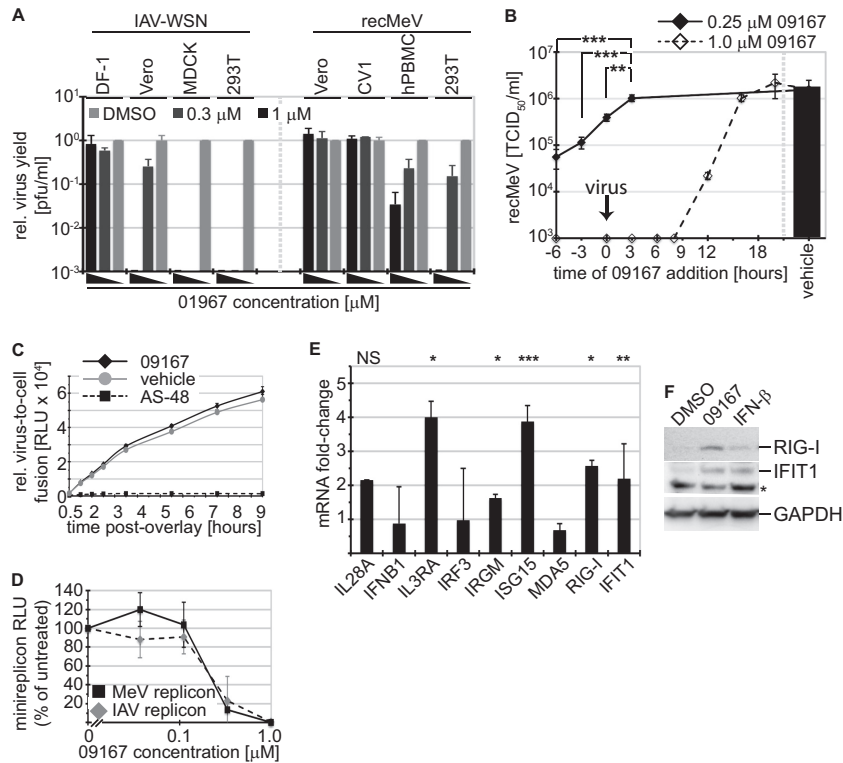 A
IAV-WSN
recMeV
DF-1
Vero
MDCK
293T
Vero
CV1
hPBMC
293T
10¹
10⁰
10⁻¹
10⁻²
10⁻³
DMSO
0.3 µM
1 µM
rel. virus yield
[pfu/ml]
01967 concentration [µM]
B
0.25 µM 09167
1.0 µM 09167
***
***
**
10⁷
10⁶
10⁵
10⁴
10³
recMeV [TCID₅₀/ml]
virus
-6 -3 0 3 6 9 12 18
vehicle
time of 09167 addition [hours]
C
09167
vehicle
AS-48
6
4
2
0
rel. virus-to-cell
fusion [RLU x 10⁴]
0.5 2 3 4 5 6 7 8 9
time post-overlay [hours]
D
140
120
100
80
60
40
20
minireplicon RLU
(% of untreated)
MeV replicon
IAV replicon
0 0.1 1.0
09167 concentration [µM]
E
NS * * *** * **
5
4
3
2
1
0
mRNA fold-change
IL28A
IFNB1
IL3RA
IRF3
IRGM
ISG15
MDA5
RIG-I
IFIT1
F
DMSO
09167
IFN-β
RIG-I
IFIT1
*
GAPDH